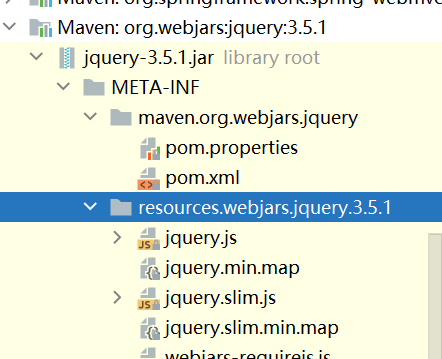 Maven: org.springframework:spring-webmv
Maven: org.webjars:jquery:3.5.1
jquery-3.5.1.jar library root
META-INF
maven.org.webjars.jquery
pom.properties
pom.xml
resources.webjars.jquery.3.5.1
jquery.js
jquery.min.map
jquery.slim.js
jquery.slim.min.map
webjars-requirejs.js